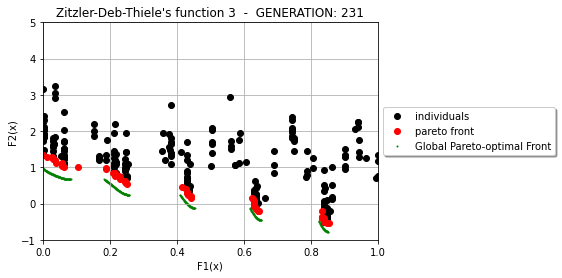 Zitzler-Deb-Thiele's function 3 - GENERATION: 231
5
4
3
2
1
0
−1
F2(x)
0.0 0.2 0.4 0.6 0.8 1.0
F1(x)
individuals
pareto front
Global Pareto-optimal Front